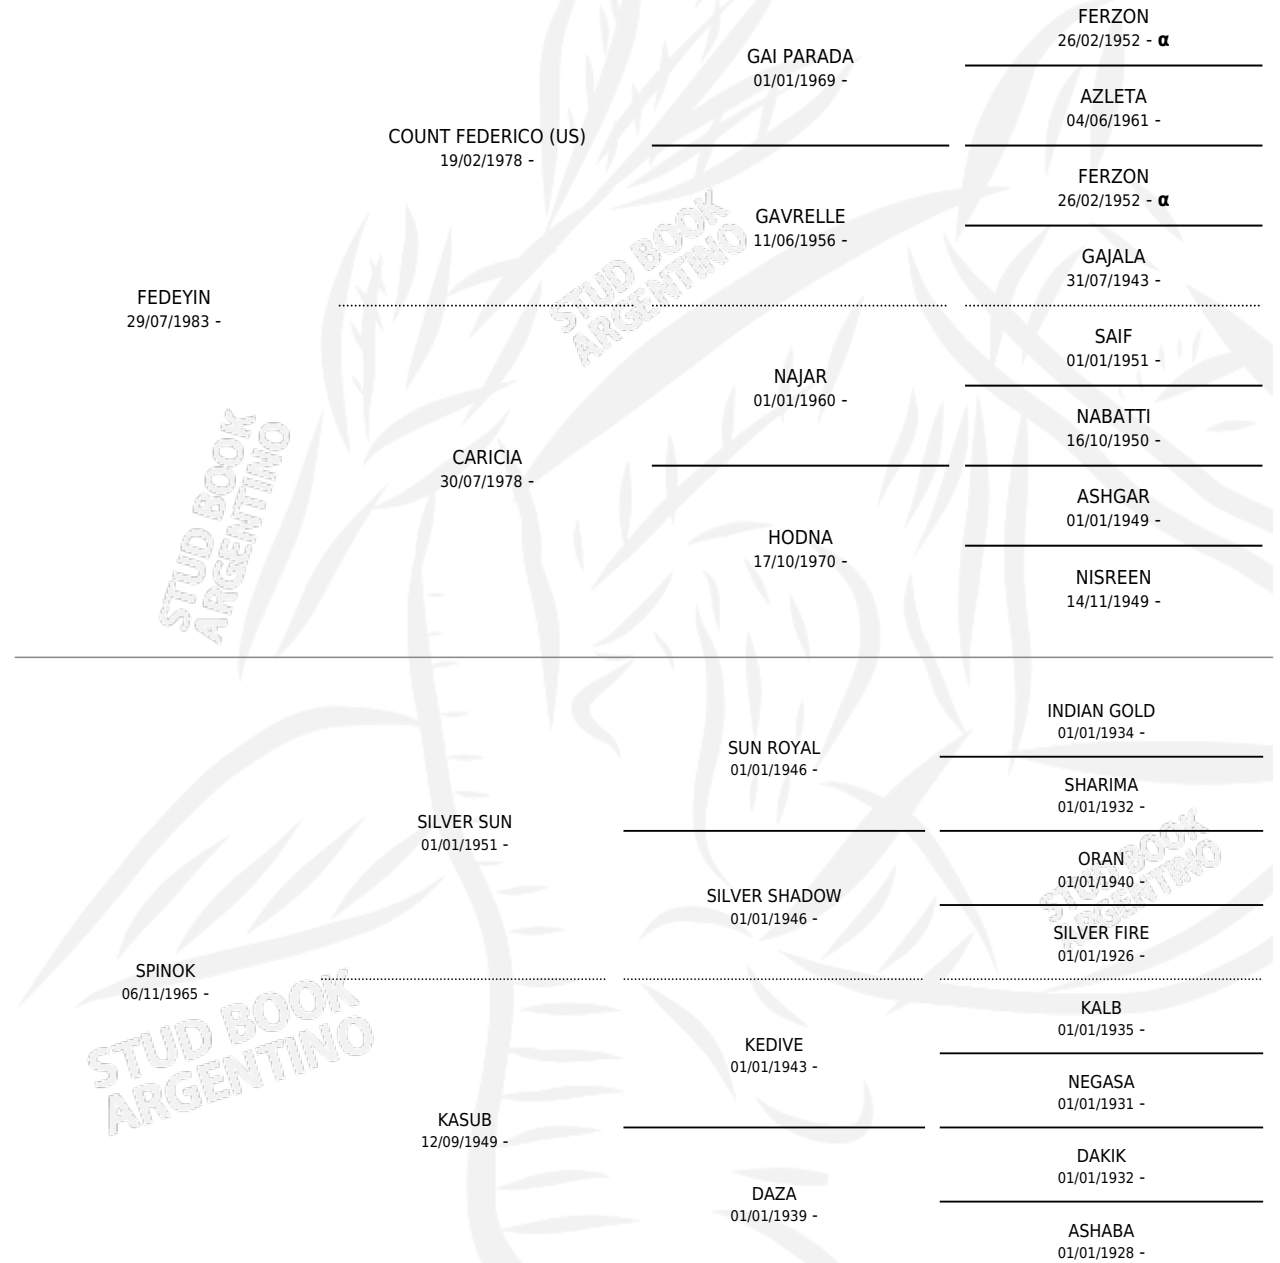 FERZON
26/02/1952 - α
GAI PARADA
01/01/1969 -
AZLETA
04/06/1961 -
COUNT FEDERICO (US)
19/02/1978 -
FERZON
26/02/1952 - α
GAVRELLE
11/06/1956 -
GAJALA
31/07/1943 -
STUD BOOK
ARGENTINO
FEDEYIN
29/07/1983 -
SAIF
01/01/1951 -
NAJAR
01/01/1960 -
NABATTI
16/10/1950 -
CARICIA
30/07/1978 -
ASHGAR
01/01/1949 -
HODNA
17/10/1970 -
NISREEN
14/11/1949 -
STUD BOOK
ARGENTINO
INDIAN GOLD
01/01/1934 -
SUN ROYAL
01/01/1946 -
SHARIMA
01/01/1932 -
SILVER SUN
01/01/1951 -
ORAN
01/01/1940 -
SILVER SHADOW
01/01/1946 -
SILVER FIRE
01/01/1926 -
STUD BOOK
ARGENTINO
SPINOK
06/11/1965 -
KALB
01/01/1935 -
KEDIVE
01/01/1943 -
NEGASA
01/01/1931 -
STUD BOOK
ARGENTINO
KASUB
12/09/1949 -
DAKIK
01/01/1932 -
DAZA
01/01/1939 -
ASHABA
01/01/1928 -